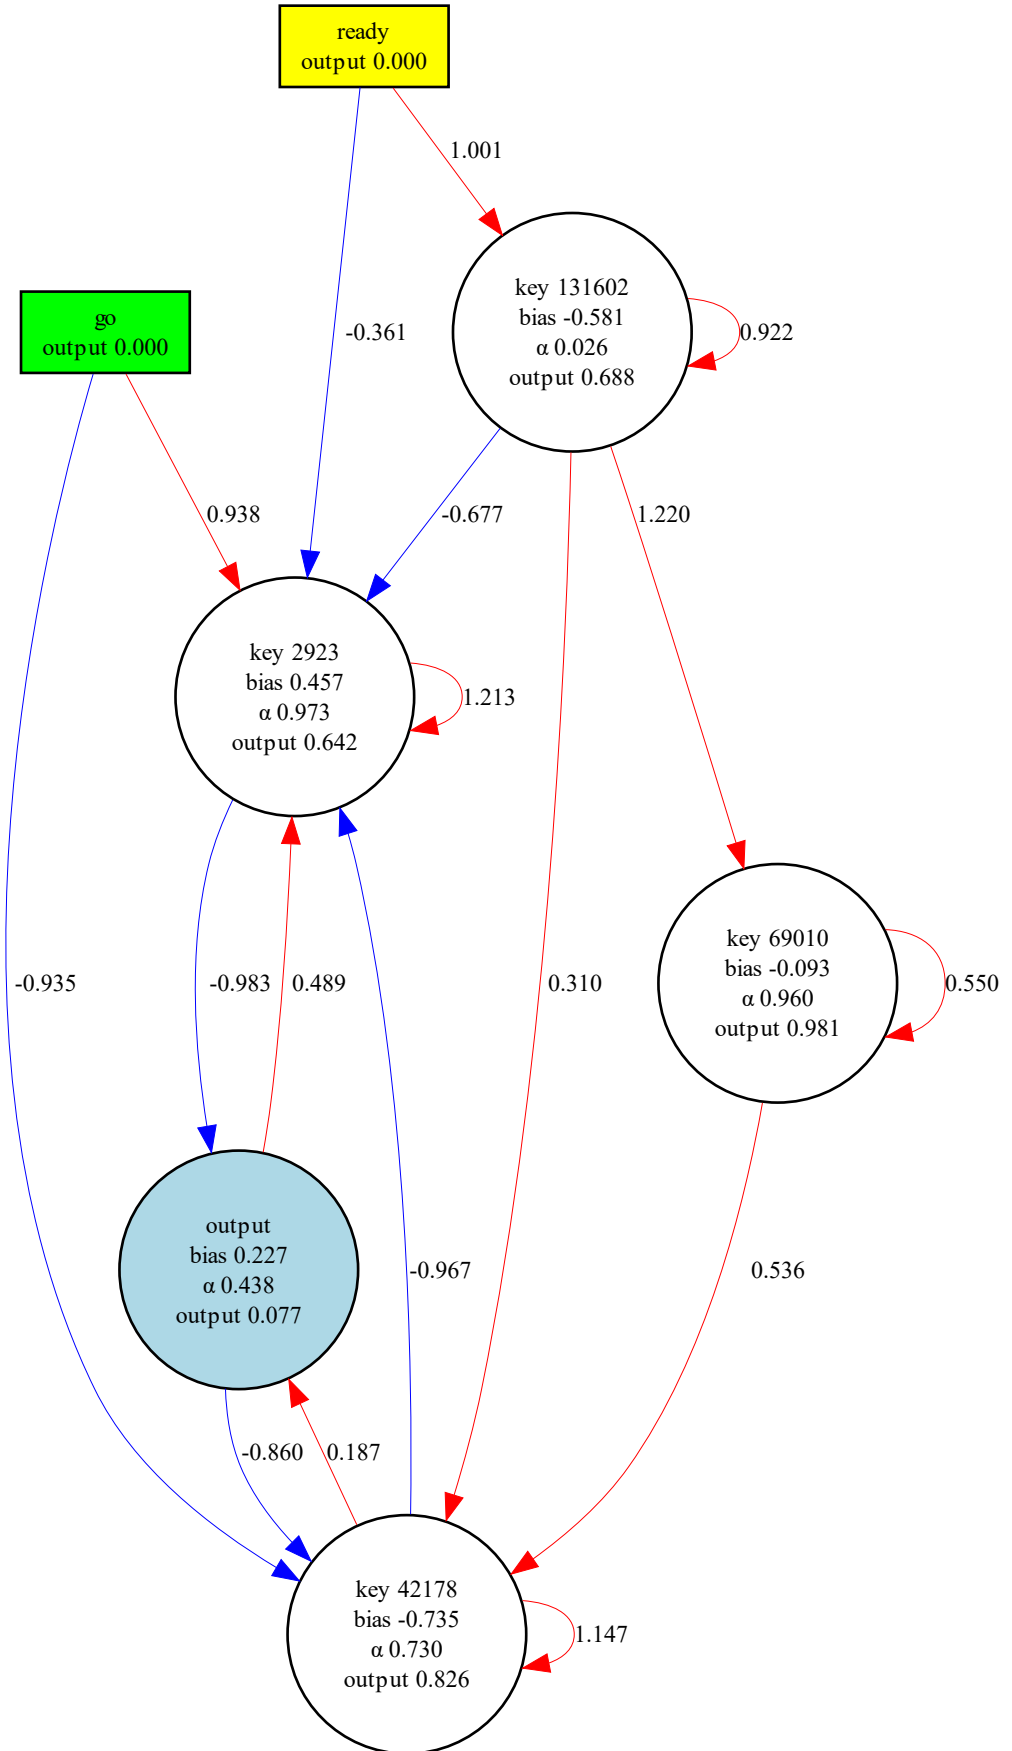 ready
output 0.000
1.001
key 131602
bias -0.581
α 0.026
output 0.688
0.922
-0.361
go
output 0.000
0.938
-0.677
1.220
key 2923
bias 0.457
α 0.973
output 0.642
1.213
key 69010
bias -0.093
α 0.960
output 0.981
0.550
-0.935
-0.983
0.489
0.310
output
bias 0.227
α 0.438
output 0.077
-0.967
0.536
-0.860
0.187
key 42178
bias -0.735
α 0.730
output 0.826
1.147